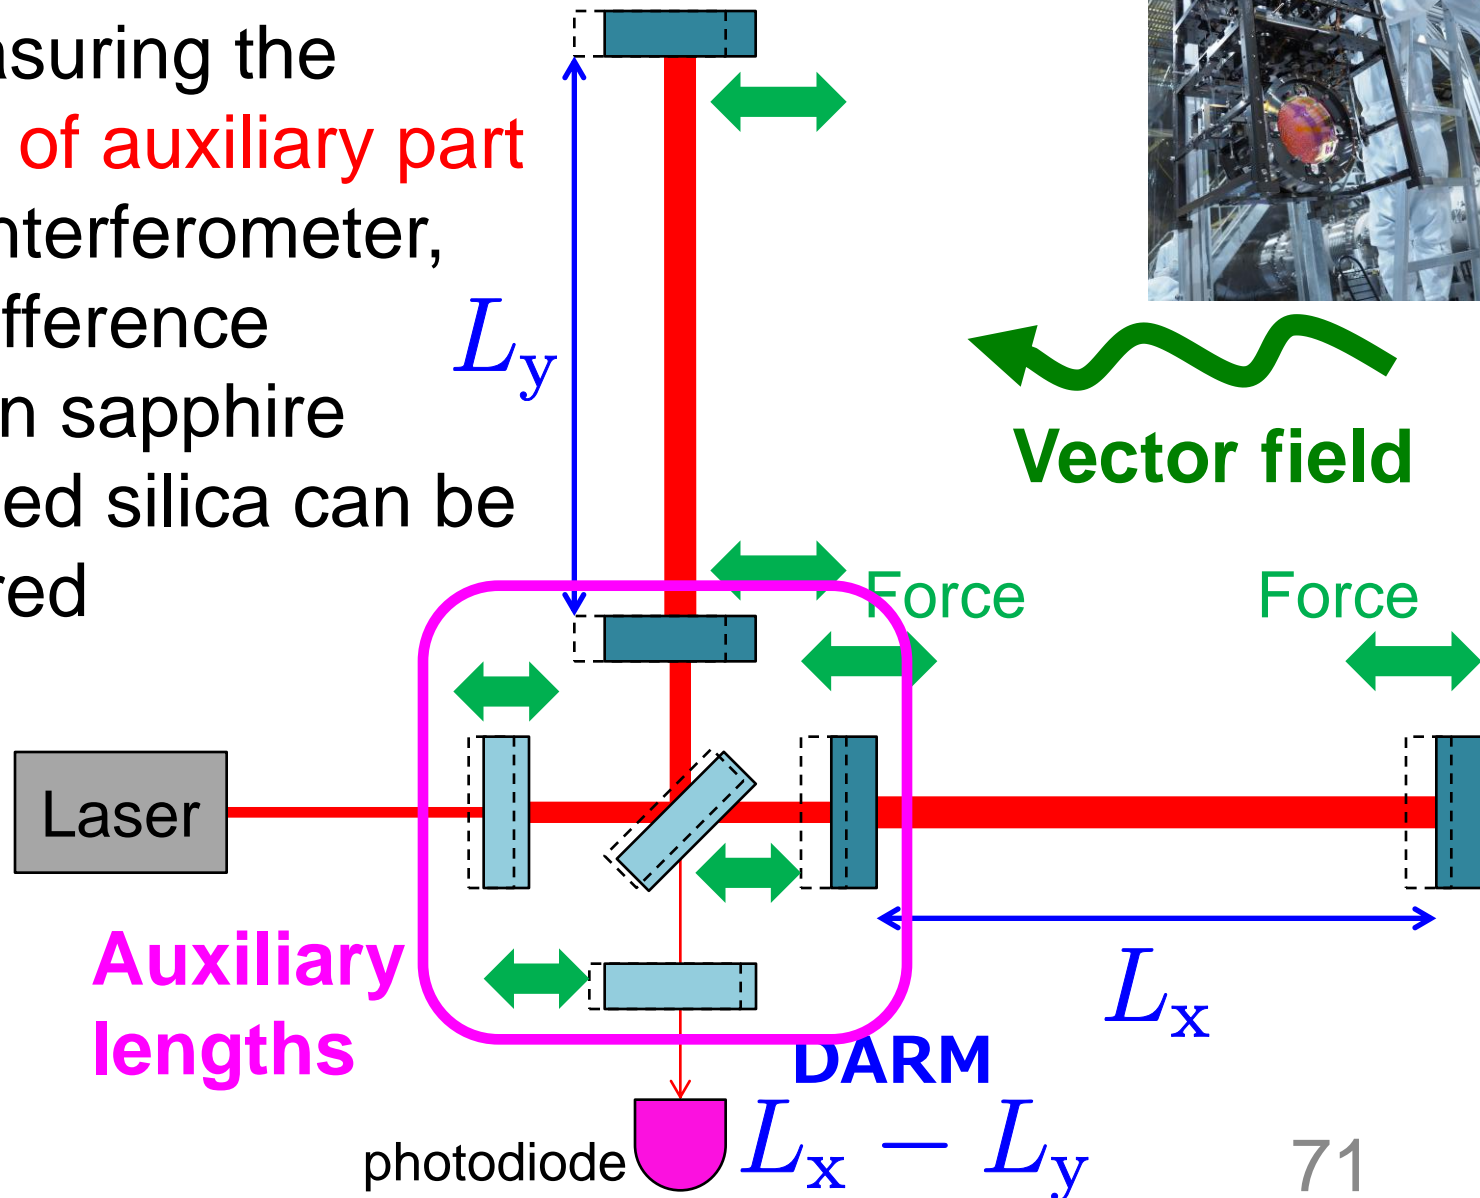 asuring the
of auxiliary part
nterferometer,
fference
n sapphire
ed silica can be
red
L_y
Vector field
Force
Force
Laser
Auxiliary
lengths
L_x
DARM
L_x − L_y
photodiode
71